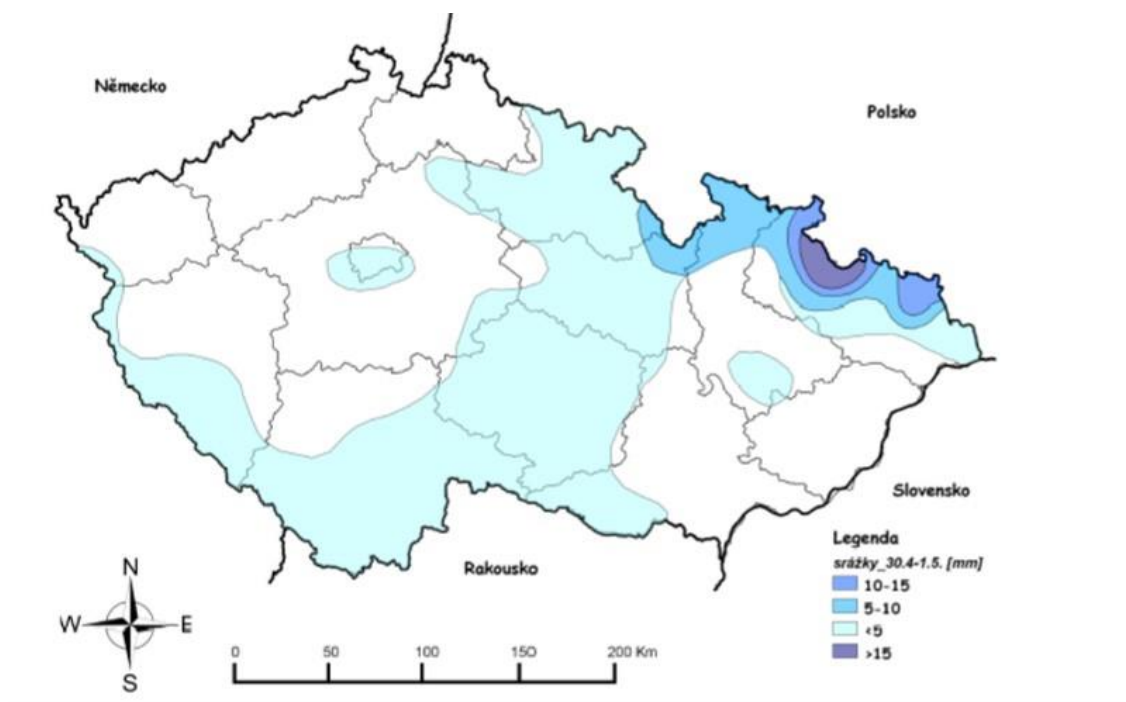 Německo
Polsko
Slovensko
Rakousko
Legenda
srážky_30.4-1.5. [mm]
10-15
5-10
<5
>15
N
W E
S
0 50 100 150 200 Km